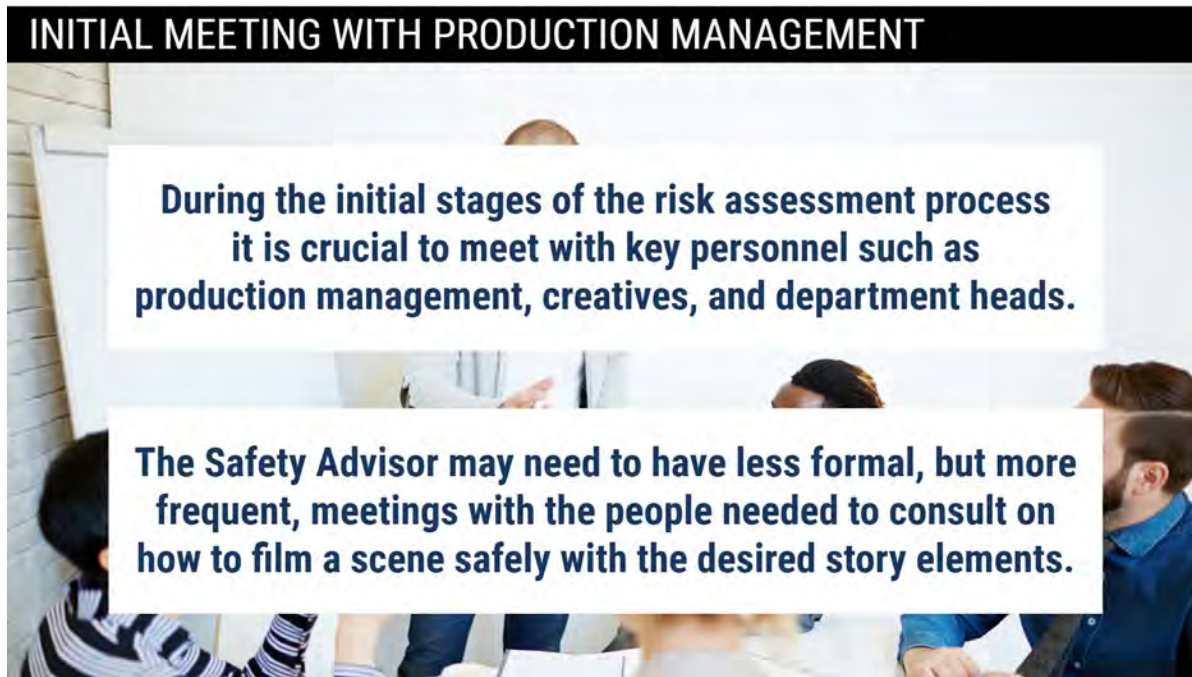 INITIAL MEETING WITH PRODUCTION MANAGEMENT
During the initial stages of the risk assessment process
it is crucial to meet with key personnel such as
production management, creatives, and department heads.
The Safety Advisor may need to have less formal, but more
frequent, meetings with the people needed to consult on
how to film a scene safely with the desired story elements.